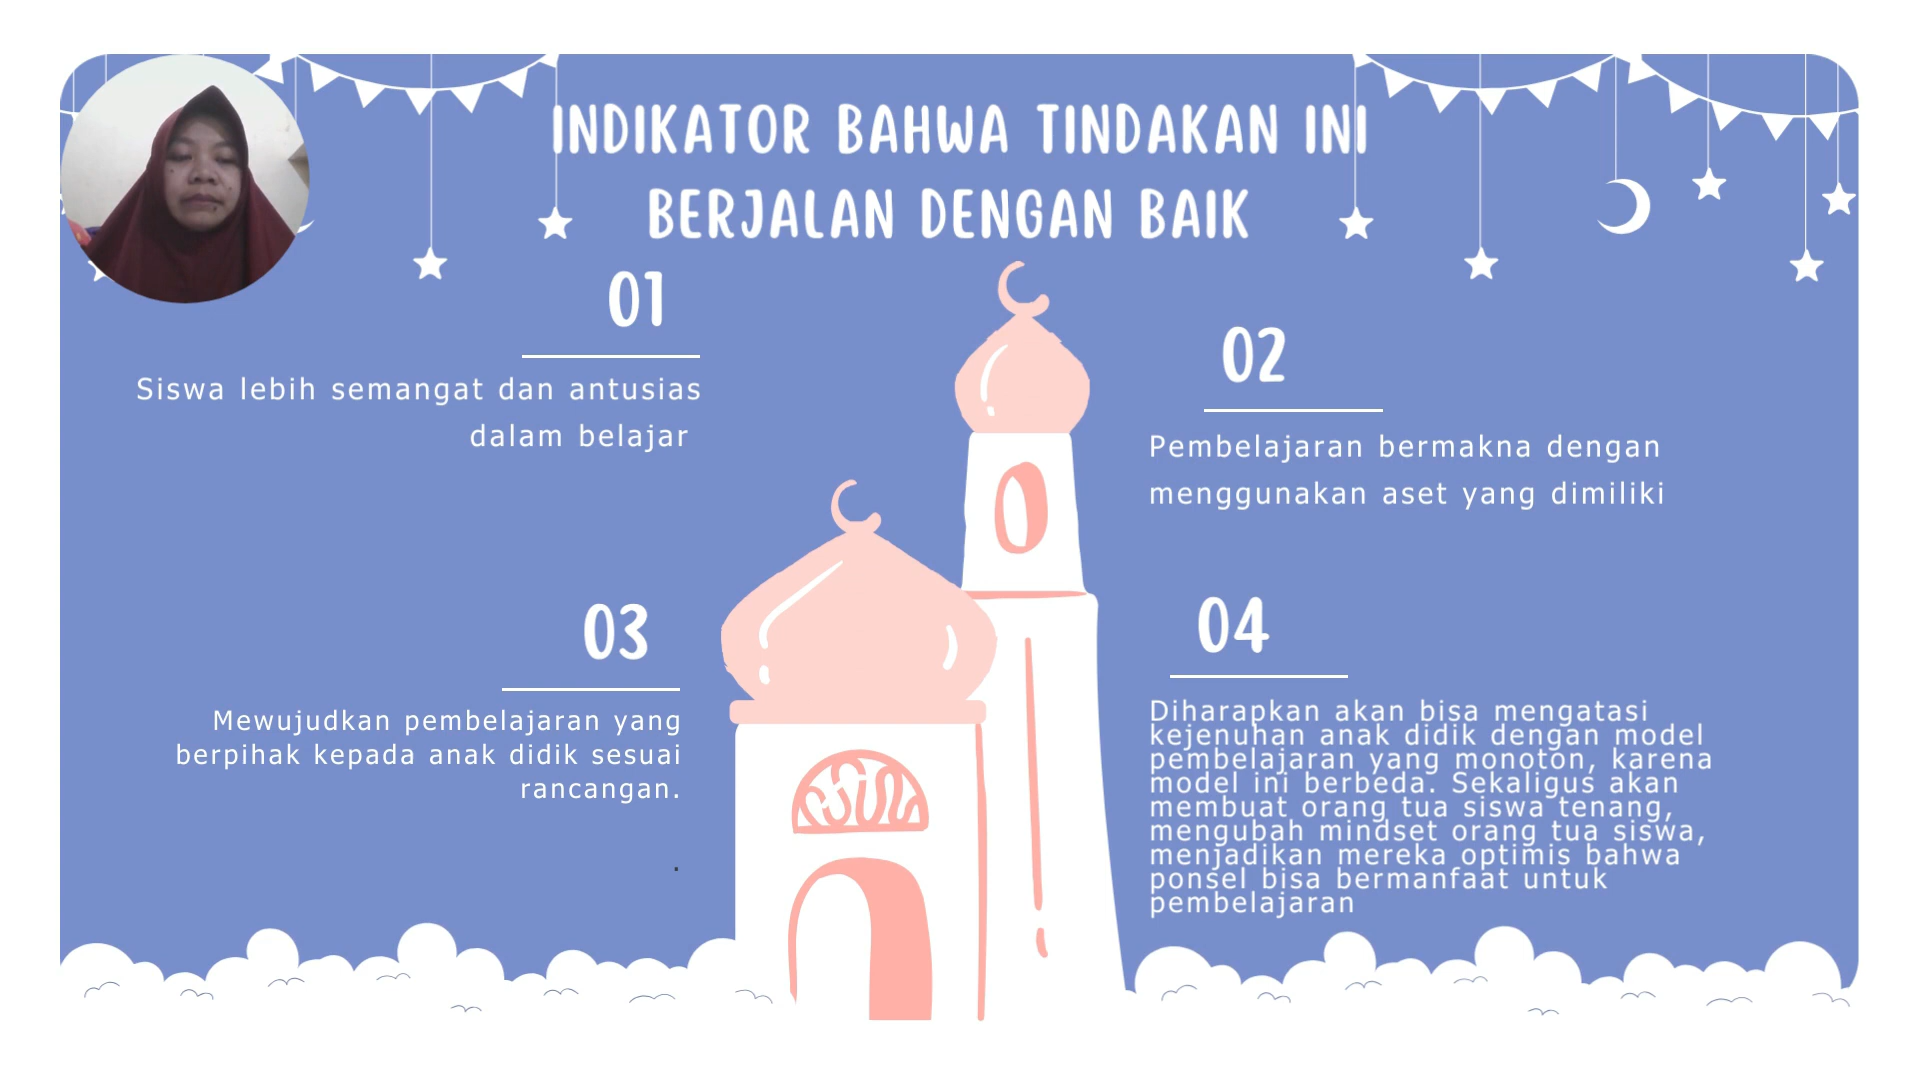 INDIKATOR BAHWA TINDAKAN INI
BERJALAN DENGAN BAIK
01
Siswa lebih semangat dan antusias
dalam belajar
02
Pembelajaran bermakna dengan
menggunakan aset yang dimiliki
03
Mewujudkan pembelajaran yang
berpihak kepada anak didik sesuai
rancangan.
.
04
Diharapkan akan bisa mengatasi
kejenuhan anak didik dengan model
pembelajaran yang monoton, karena
model ini berbeda. Sekaligus akan
membuat orang tua siswa tenang,
mengubah mindset orang tua siswa,
menjadikan mereka optimis bahwa
ponsel bisa bermanfaat untuk
pembelajaran